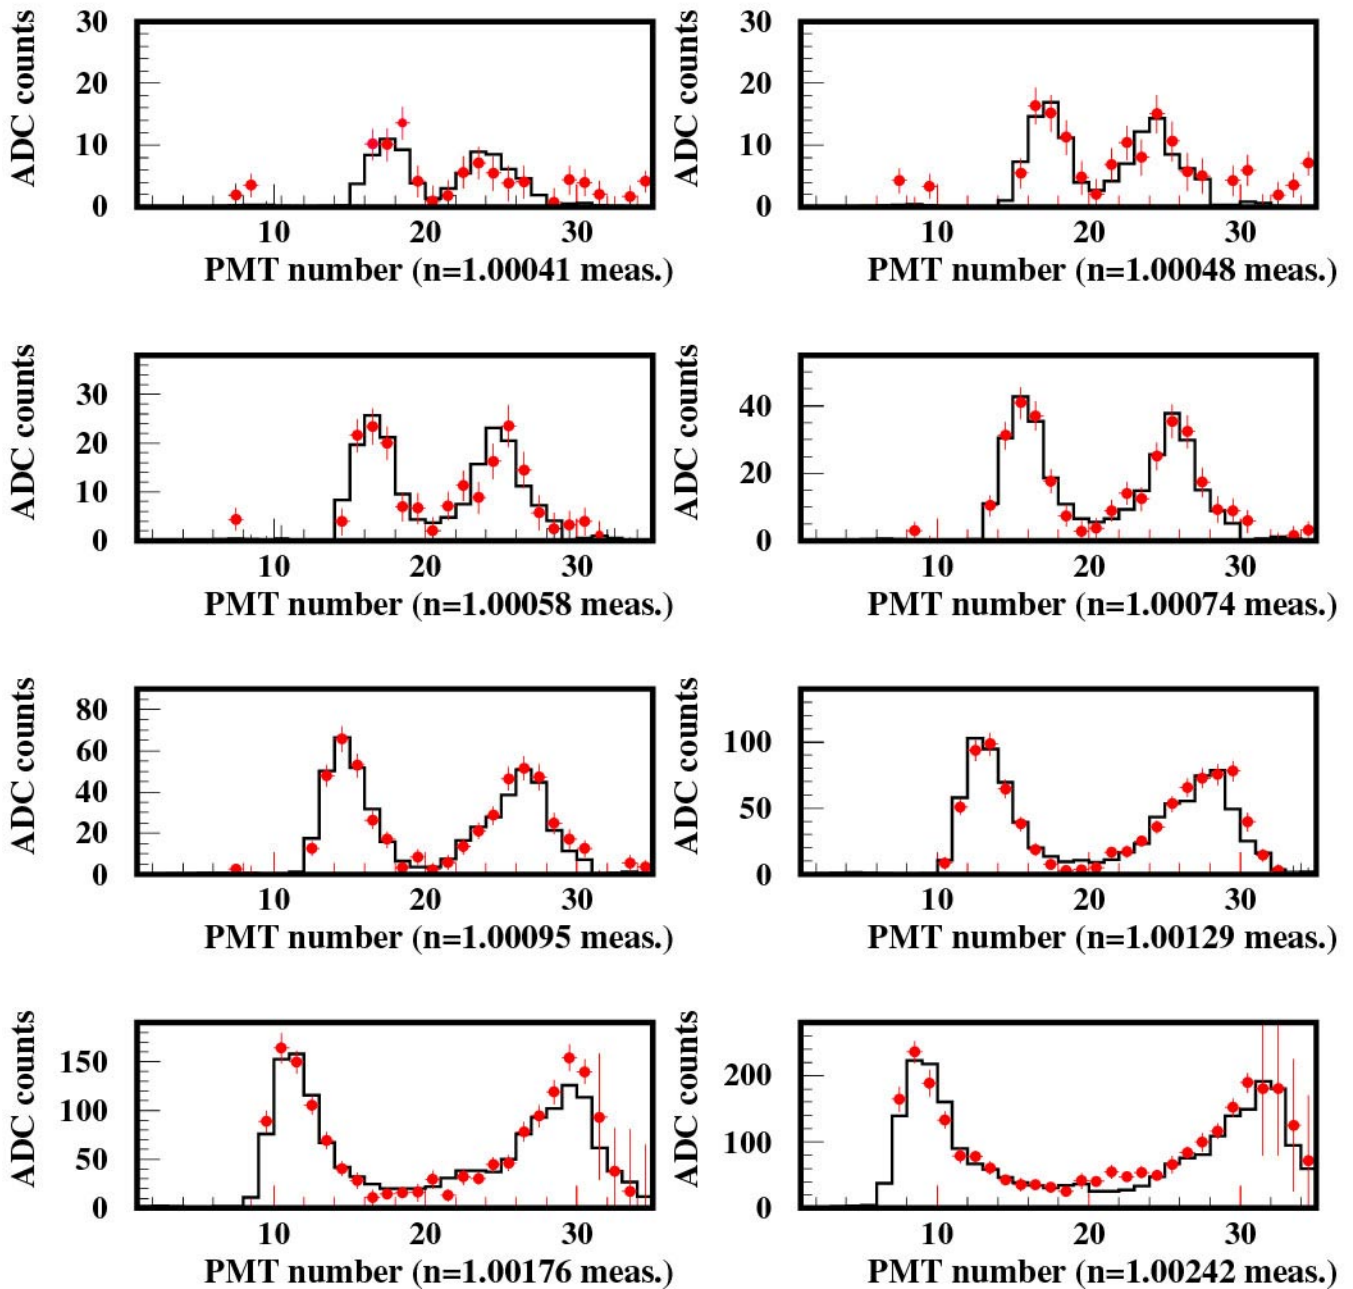 ADC counts
30
20
10
0
10 20 30
PMT number (n=1.00041 meas.)
ADC counts
30
20
10
0
10 20 30
PMT number (n=1.00048 meas.)
ADC counts
30
20
10
0
10 20 30
PMT number (n=1.00058 meas.)
ADC counts
40
20
0
10 20 30
PMT number (n=1.00074 meas.)
ADC counts
80
60
40
20
0
10 20 30
PMT number (n=1.00095 meas.)
ADC counts
100
50
0
10 20 30
PMT number (n=1.00129 meas.)
ADC counts
150
100
50
0
10 20 30
PMT number (n=1.00176 meas.)
ADC counts
200
100
0
10 20 30
PMT number (n=1.00242 meas.)